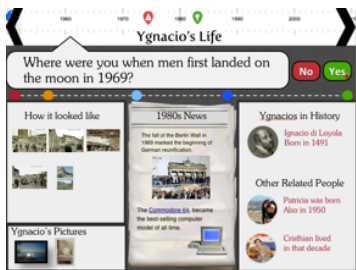 1960
1970
1980
1990
2000
Ygnacio's Life
Where were you when men first landed on
the moon in 1969?
No
Yes
How it looked like
1980s News
The fall of the Berlin Wall in
1989 marked the beginning of
German reunification.
The Commodore 64, became
the best-selling computer
model of all time.
Ygnacio's Pictures
Ygnacios in History
Ignacio di Loyola
Born in 1491
Other Related People
Patricia was born
Also in 1950
Cristhian lived
in that decade